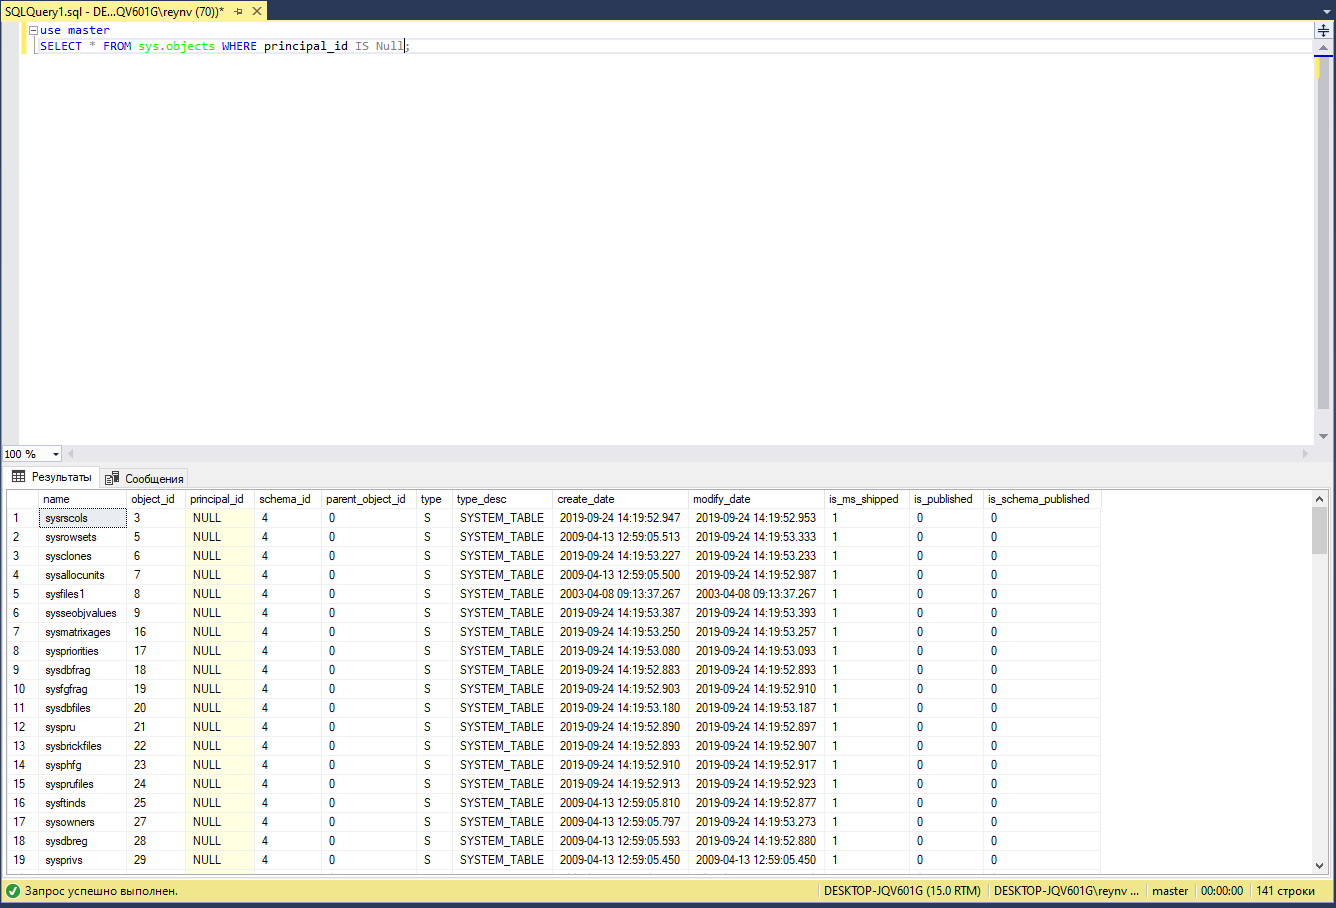 SQLQuery1.sql - DE...QV601G\reynv (70))*
use master
SELECT * FROM sys.objects WHERE principal_id IS Null;
100 %
Результаты Сообщения
name object_id principal_id schema_id parent_object_id type type_desc create_date modify_date is_ms_shipped is_published is_schema_published
1 sysrscols 3 NULL 4 0 S SYSTEM_TABLE 2019-09-24 14:19:52.947 2019-09-24 14:19:52.953 1 0 0
2 sysrowsets 5 NULL 4 0 S SYSTEM_TABLE 2009-04-13 12:59:05.513 2019-09-24 14:19:53.333 1 0 0
3 sysclones 6 NULL 4 0 S SYSTEM_TABLE 2019-09-24 14:19:53.227 2019-09-24 14:19:53.233 1 0 0
4 sysallocunits 7 NULL 4 0 S SYSTEM_TABLE 2009-04-13 12:59:05.500 2019-09-24 14:19:52.987 1 0 0
5 sysfiles1 8 NULL 4 0 S SYSTEM_TABLE 2003-04-08 09:13:37.267 2003-04-08 09:13:37.267 1 0 0
6 sysseobjvalues 9 NULL 4 0 S SYSTEM_TABLE 2019-09-24 14:19:53.387 2019-09-24 14:19:53.393 1 0 0
7 sysmatrixages 16 NULL 4 0 S SYSTEM_TABLE 2019-09-24 14:19:53.250 2019-09-24 14:19:53.257 1 0 0
8 syspriorities 17 NULL 4 0 S SYSTEM_TABLE 2019-09-24 14:19:53.080 2019-09-24 14:19:53.093 1 0 0
9 sysdbfrag 18 NULL 4 0 S SYSTEM_TABLE 2019-09-24 14:19:52.883 2019-09-24 14:19:52.893 1 0 0
10 sysfgfrag 19 NULL 4 0 S SYSTEM_TABLE 2019-09-24 14:19:52.903 2019-09-24 14:19:52.910 1 0 0
11 sysdbfiles 20 NULL 4 0 S SYSTEM_TABLE 2019-09-24 14:19:53.180 2019-09-24 14:19:53.187 1 0 0
12 syspru 21 NULL 4 0 S SYSTEM_TABLE 2019-09-24 14:19:52.890 2019-09-24 14:19:52.897 1 0 0
13 sysbrickfiles 22 NULL 4 0 S SYSTEM_TABLE 2019-09-24 14:19:52.893 2019-09-24 14:19:52.907 1 0 0
14 sysphfg 23 NULL 4 0 S SYSTEM_TABLE 2019-09-24 14:19:52.910 2019-09-24 14:19:52.917 1 0 0
15 sysprufiles 24 NULL 4 0 S SYSTEM_TABLE 2019-09-24 14:19:52.913 2019-09-24 14:19:52.923 1 0 0
16 sysftinds 25 NULL 4 0 S SYSTEM_TABLE 2009-04-13 12:59:05.810 2019-09-24 14:19:52.877 1 0 0
17 sysowners 27 NULL 4 0 S SYSTEM_TABLE 2009-04-13 12:59:05.797 2019-09-24 14:19:53.273 1 0 0
18 sysdbreg 28 NULL 4 0 S SYSTEM_TABLE 2009-04-13 12:59:05.593 2019-09-24 14:19:52.880 1 0 0
19 sysprivs 29 NULL 4 0 S SYSTEM_TABLE 2009-04-13 12:59:05.450 2009-04-13 12:59:05.450 1 0 0
Запрос успешно выполнен. DESKTOP-JQV601G (15.0 RTM) DESKTOP-JQV601G\reynv ... master 00:00:00 141 строки